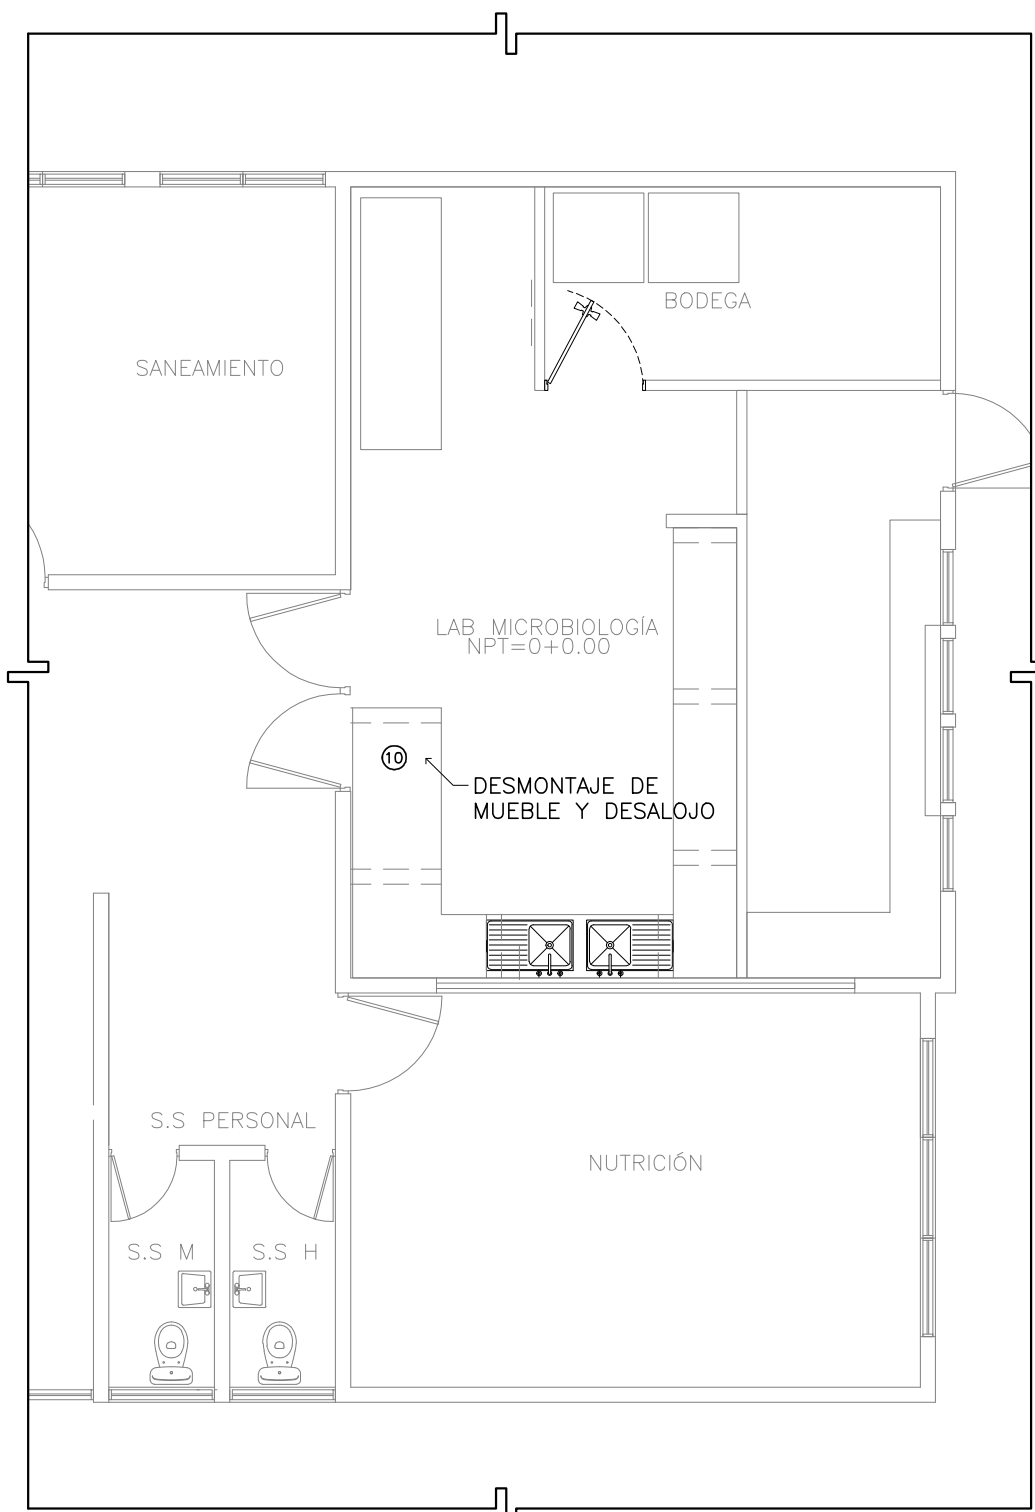 BODEGA
SANEAMIENTO
LAB MICROBIOLOGÍA
NPT=0+0.00
10
DESMONTAJE DE
MUEBLE Y DESALOJO
S.S PERSONAL
NUTRICIÓN
S.S M
S.S H